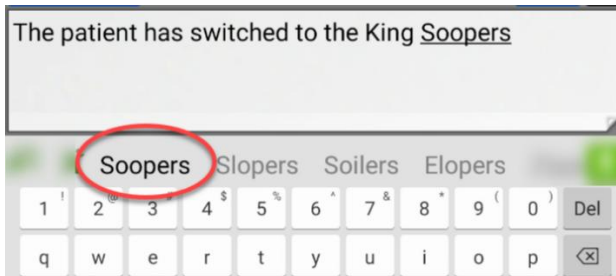 The patient has switched to the King Soopers
Soopers Slopers Soilers Elopers
1 ! 2 @ 3 # 4 $ 5 % 6 ^ 7 & 8 * 9 ( 0 ) Del
q w e r t y u i o p